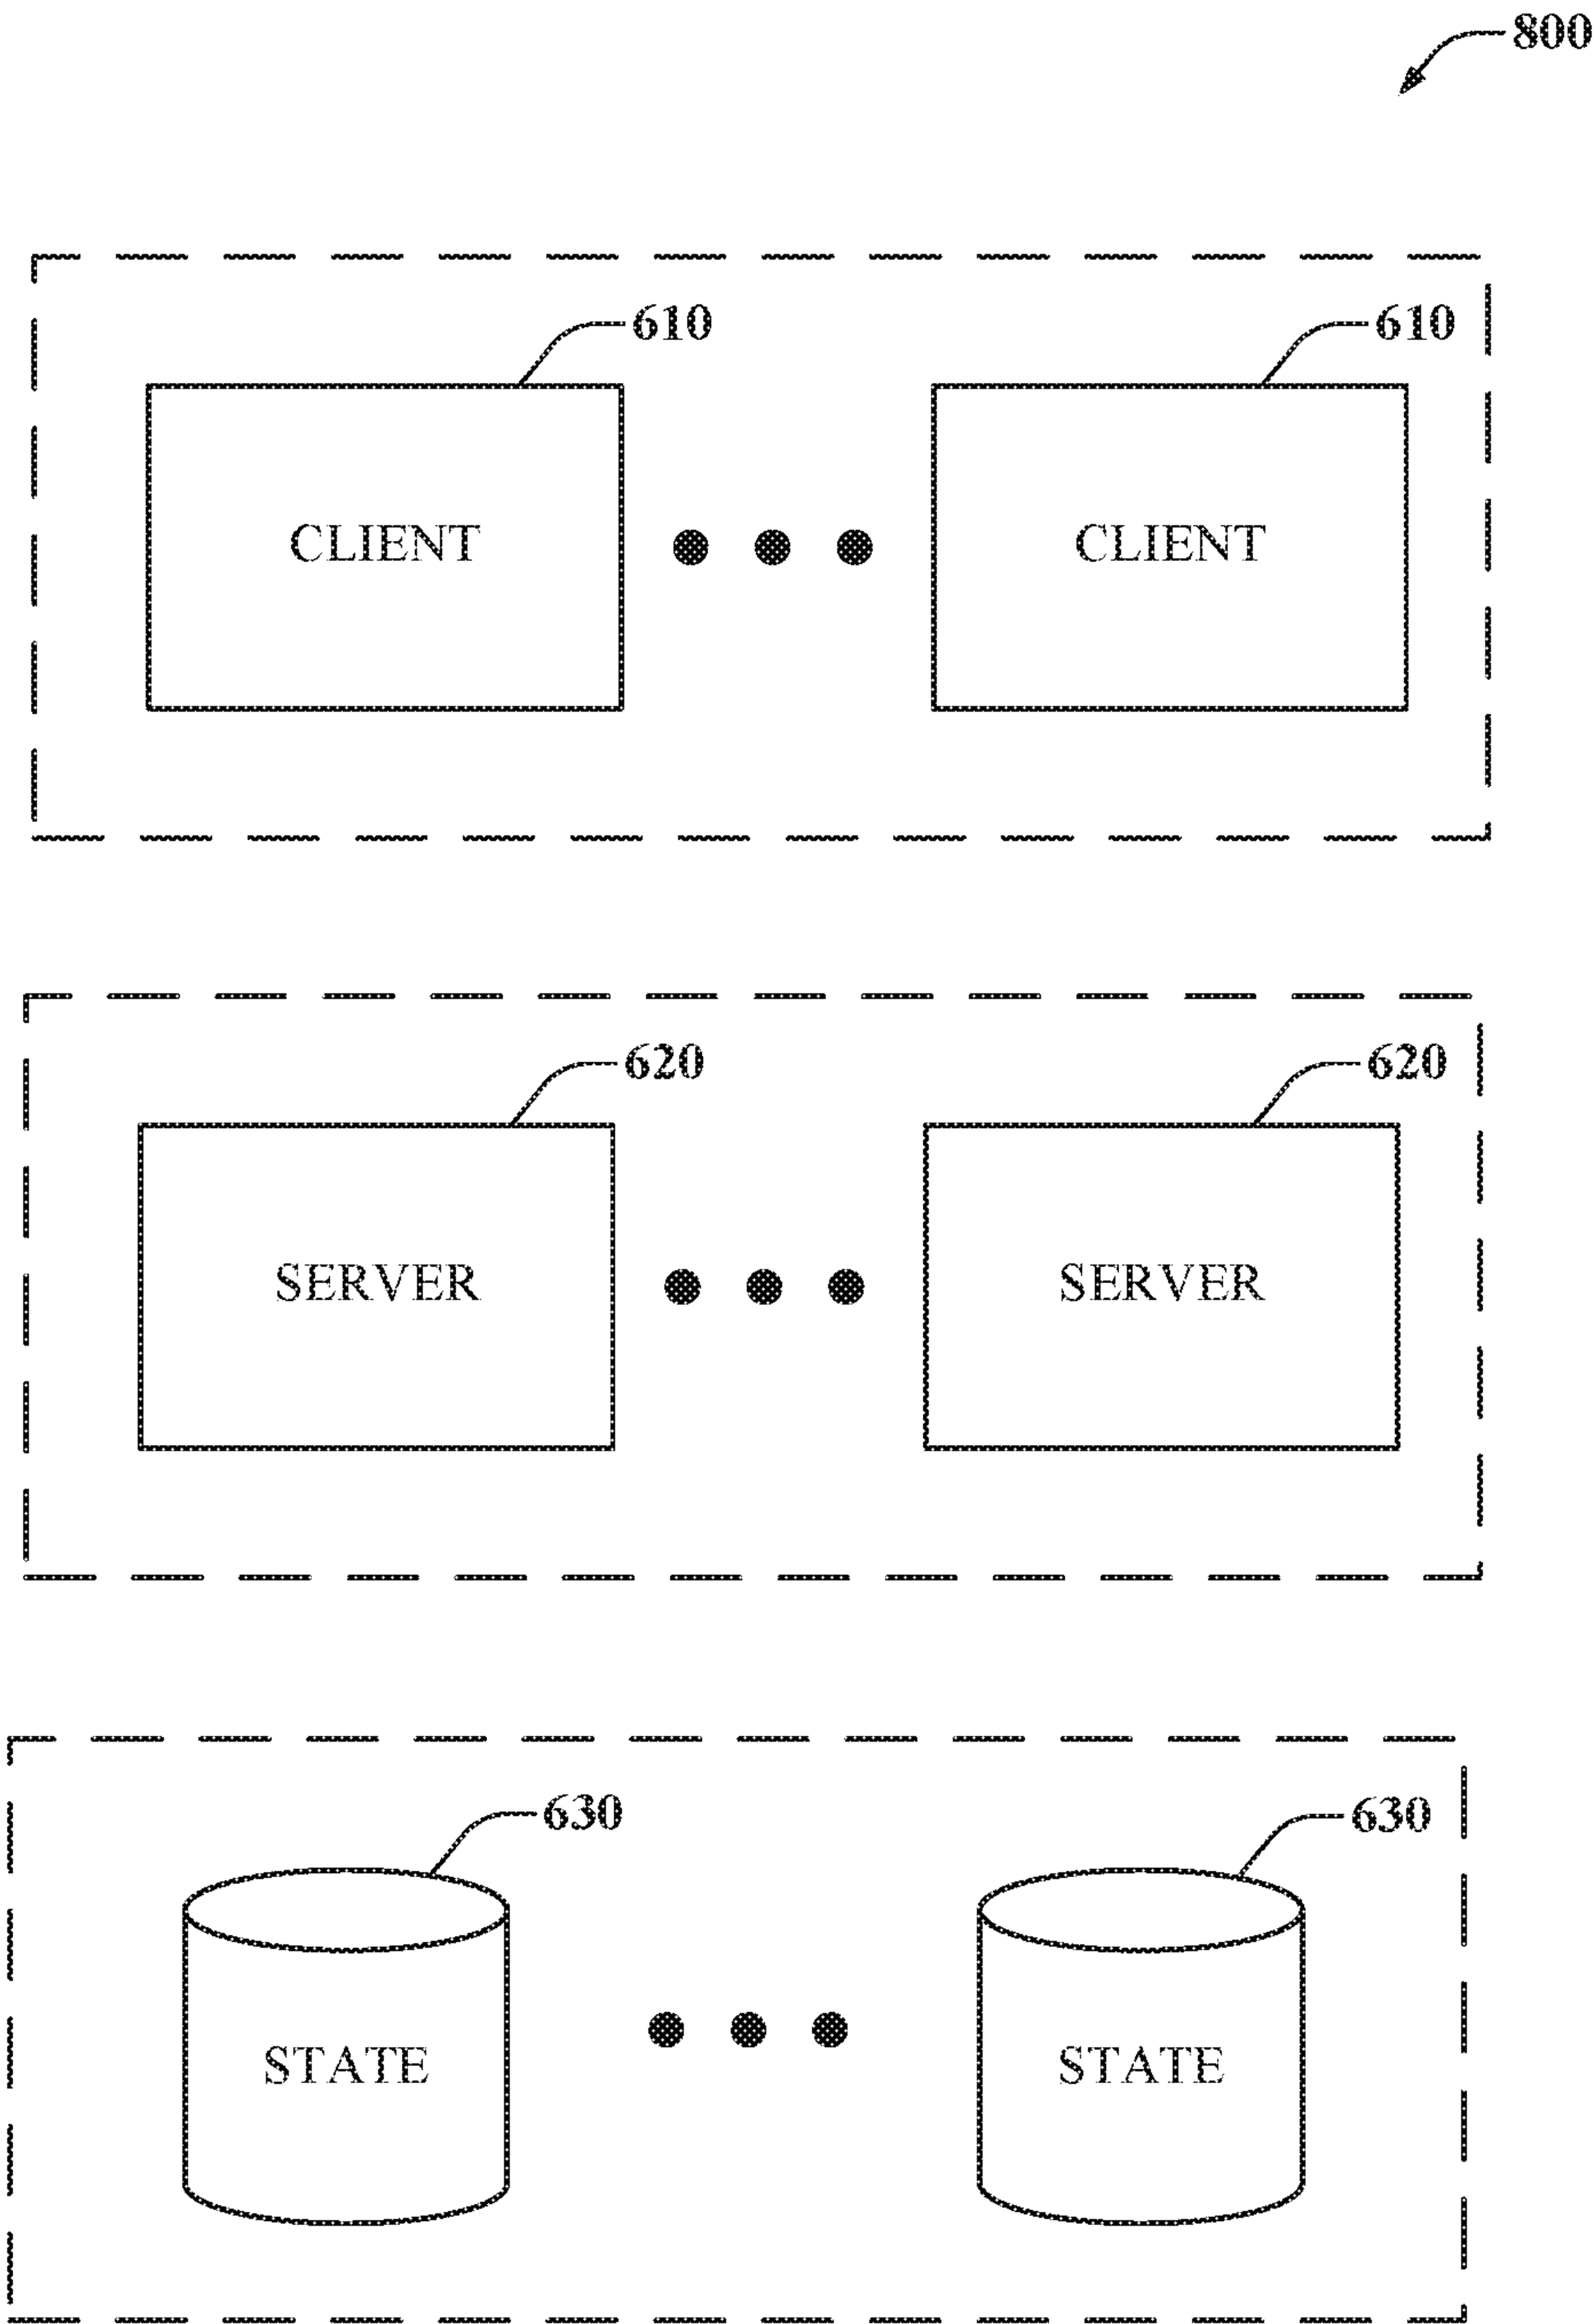 800
610 610
CLIENT CLIENT
620 620
SERVER SERVER
630 630
STATE STATE